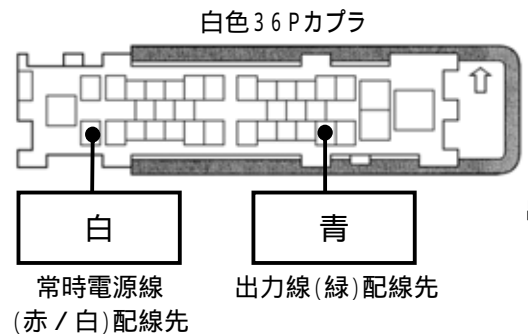 白色36Pカプラ
白
青
常時電源線
(赤/白)配線先
出力線(緑)配線先